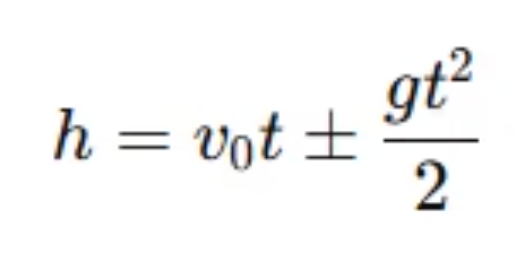 h = v₀t ± gt²/2